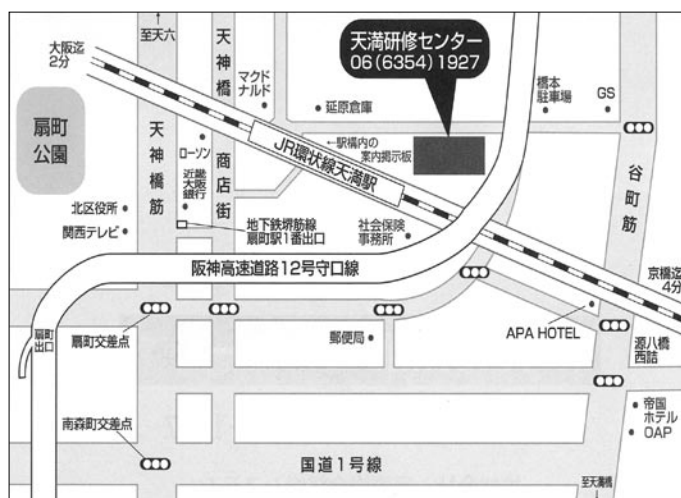 ↑
至天六
天満研修センター
06(6354)1927
大阪迄
2分
天神橋
商店街
マクド
ナルド
延原倉庫
橋本
駐車場
GS
扇町
公園
天神橋筋
ローソン
近畿
大阪
銀行
JR環状線天満駅
←駅構内の
案内掲示板
谷町筋
北区役所
関西テレビ
地下鉄堺筋線
扇町駅1番出口
社会保険
事務所
阪神高速道路12号守口線
京橋迄
4分
扇町
出口
扇町交差点
郵便局
APA HOTEL
源八橋
西詰
南森町交差点
帝国
ホテル
OAP
国道1号線
至天満橋